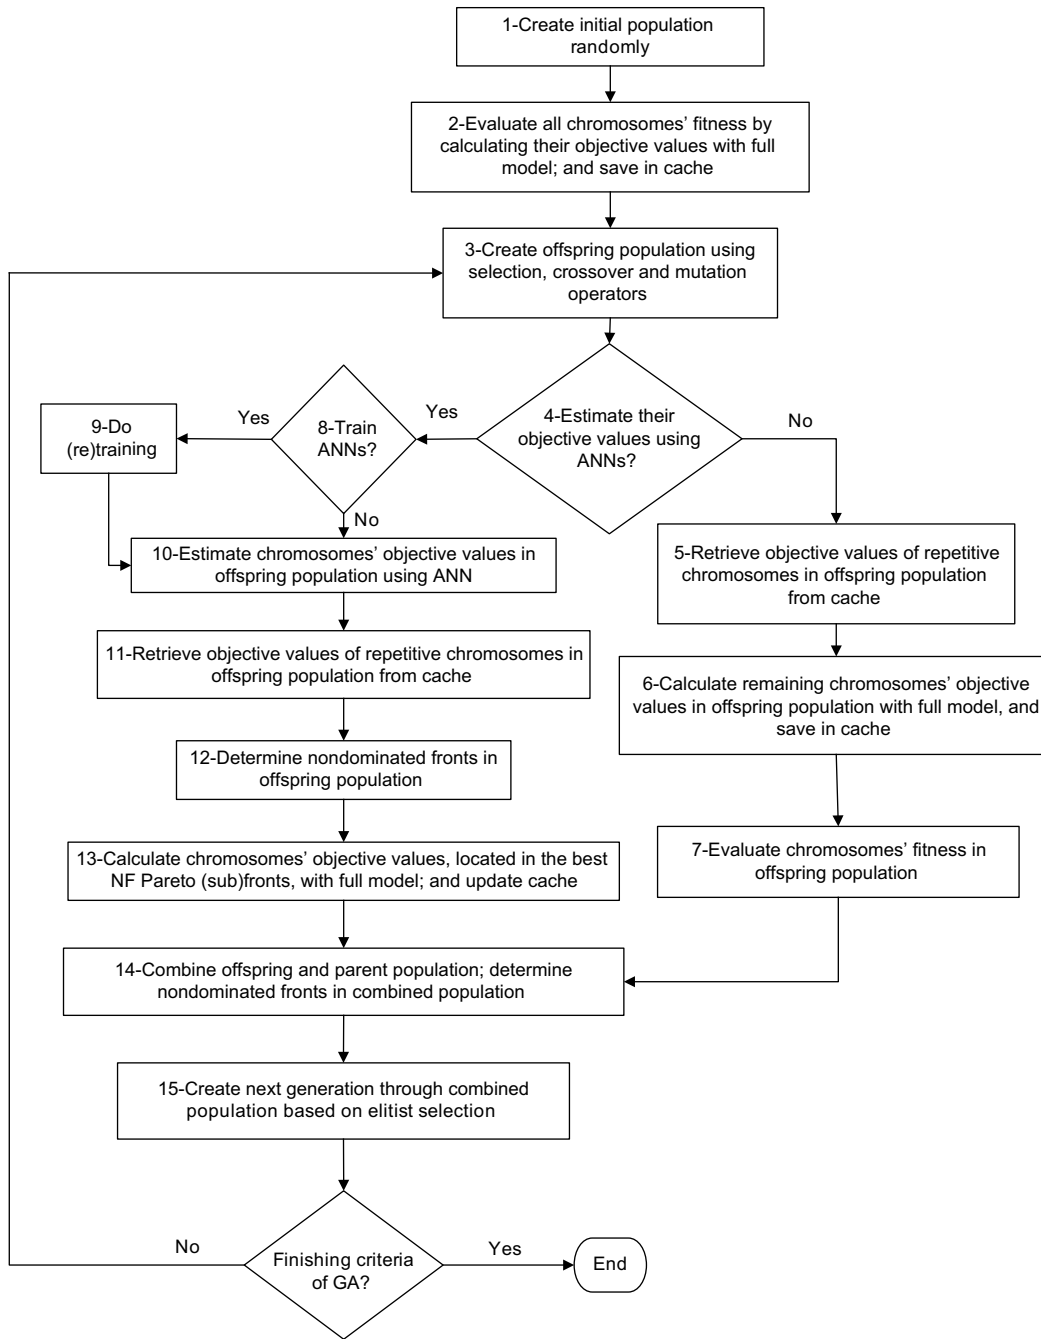 1-Create initial population
randomly
2-Evaluate all chromosomes’ fitness by
calculating their objective values with full
model; and save in cache
3-Create offspring population using
selection, crossover and mutation
operators
4-Estimate their
objective values using
ANNs?
Yes
No
8-Train
ANNs?
Yes
No
9-Do
(re)training
10-Estimate chromosomes’ objective values in
offspring population using ANN
11-Retrieve objective values of repetitive chromosomes in
offspring population from cache
12-Determine nondominated fronts in
offspring population
13-Calculate chromosomes’ objective values, located in the best
NF Pareto (sub)fronts, with full model; and update cache
5-Retrieve objective values of repetitive
chromosomes in offspring population
from cache
6-Calculate remaining chromosomes’ objective
values in offspring population with full model, and
save in cache
7-Evaluate chromosomes’ fitness in
offspring population
14-Combine offspring and parent population; determine
nondominated fronts in combined population
15-Create next generation through combined
population based on elitist selection
Finishing criteria
of GA?
No
Yes
End